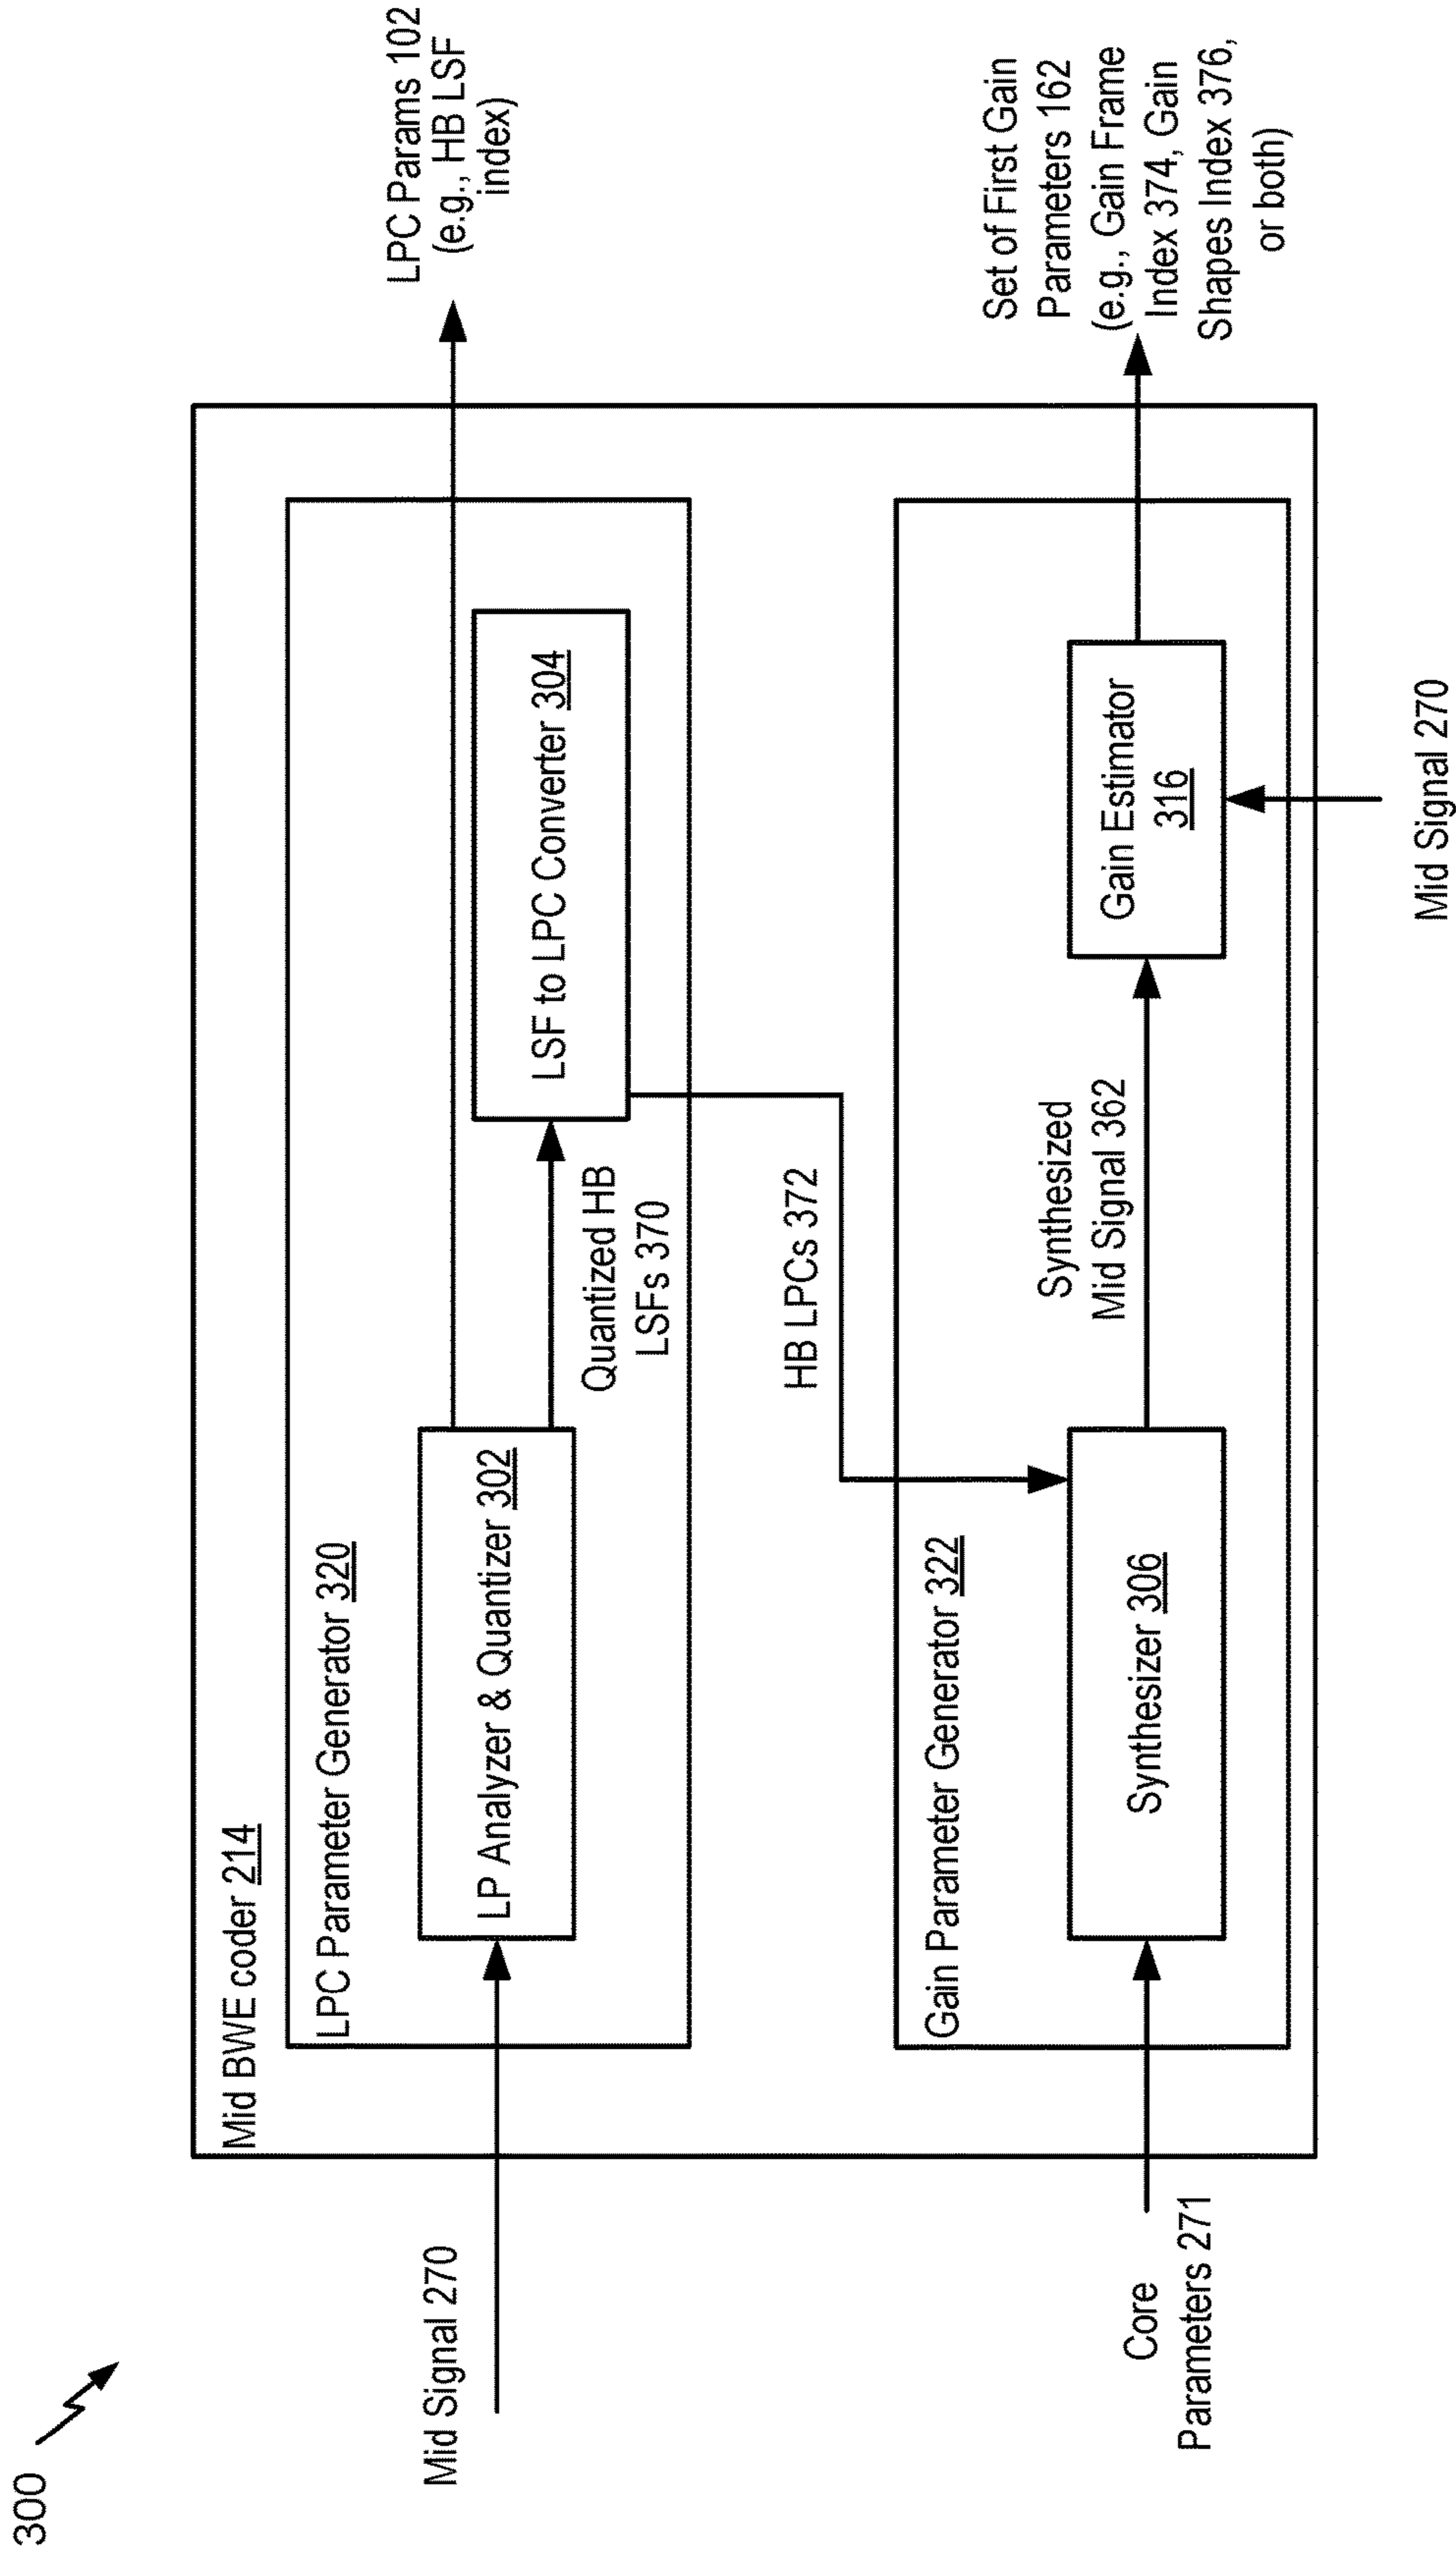 300
Mid BWE coder 214
LPC Parameter Generator 320
Mid Signal 270
LP Analyzer & Quantizer 302
Quantized HB
LSFs 370
LSF to LPC Converter 304
LPC Params 102
(e.g., HB LSF
index)
HB LPCs 372
Gain Parameter Generator 322
Core
Parameters 271
Synthesizer 306
Synthesized
Mid Signal 362
Gain Estimator
316
Mid Signal 270
Set of First Gain
Parameters 162
(e.g., Gain Frame
Index 374, Gain
Shapes Index 376,
or both)